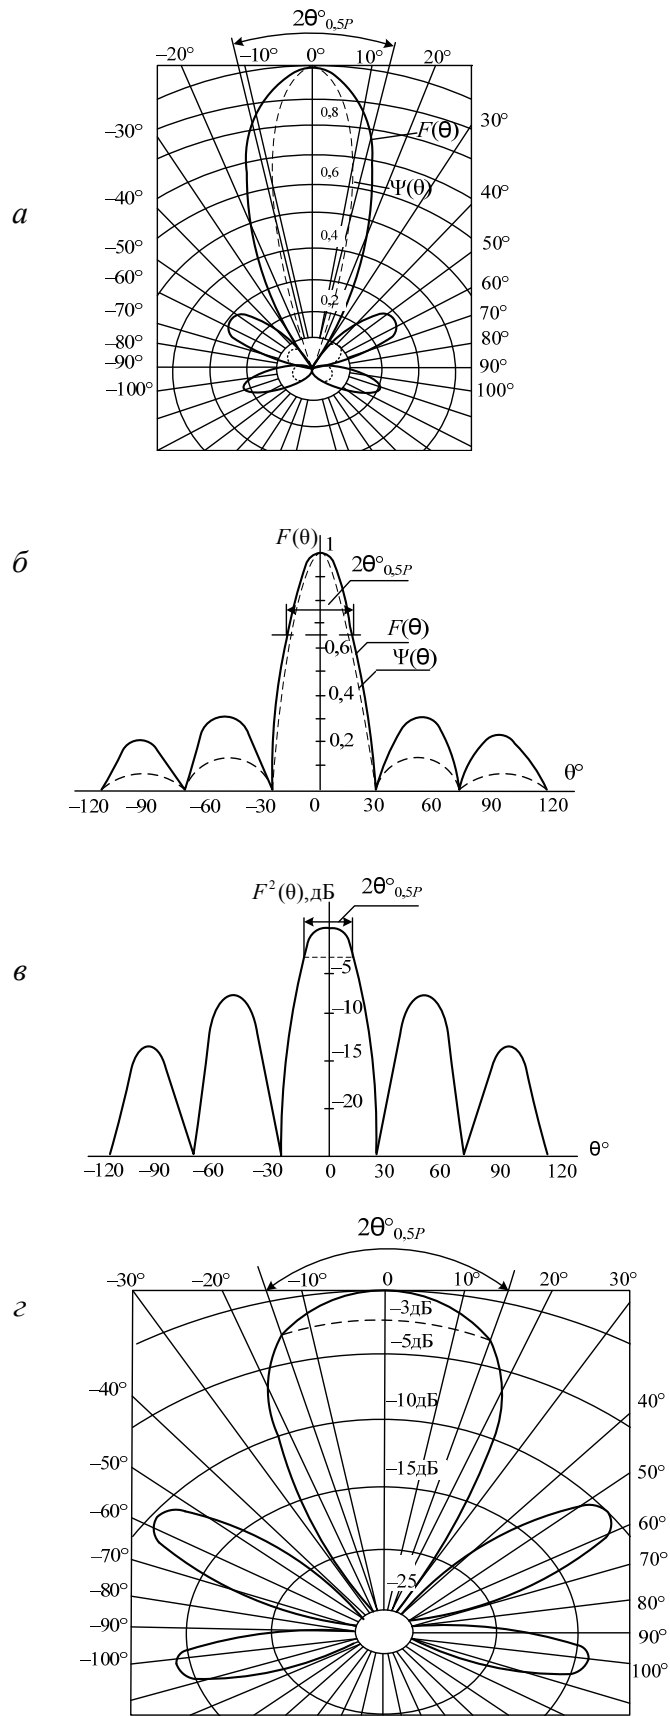 2θ°0,5P
–20° –10° 0° 10° 20°
–30° 0,8 30°
F(θ)
0,6
Ψ(θ)
–40° 40°
а
0,4
–50° 50°
–60° 60°
0,2
–70° 70°
–80° 80°
–90° 90°
–100° 100°
б
F(θ) 1
2θ°0,5P
F(θ)
0,6
Ψ(θ)
0,4
0,2
θ°
–120 –90 –60 –30 0 30 60 90 120
F²(θ),дБ 2θ°0,5P
в
–5
–10
–15
–20
θ°
–120 –90 –60 –30 0 30 60 90 120
2θ°0,5P
–30° –20° –10° 0 10° 20° 30°
г
–3дБ
–5дБ
–40° –10дБ 40°
–50° –15дБ 50°
–60° 60°
–70° 70°
–25
–80° 80°
–90° 90°
–100° 100°